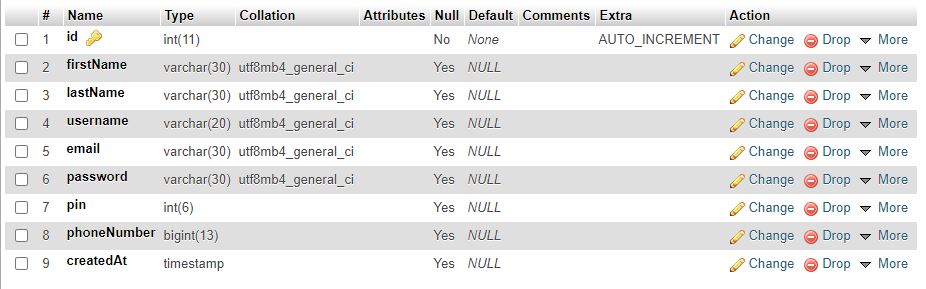 # Name Type Collation Attributes Null Default Comments Extra Action
1 id int(11) No None AUTO_INCREMENT Change Drop More
2 firstName varchar(30) utf8mb4_general_ci Yes NULL Change Drop More
3 lastName varchar(30) utf8mb4_general_ci Yes NULL Change Drop More
4 username varchar(20) utf8mb4_general_ci Yes NULL Change Drop More
5 email varchar(30) utf8mb4_general_ci Yes NULL Change Drop More
6 password varchar(30) utf8mb4_general_ci Yes NULL Change Drop More
7 pin int(6) Yes NULL Change Drop More
8 phoneNumber bigint(13) Yes NULL Change Drop More
9 createdAt timestamp Yes NULL Change Drop More